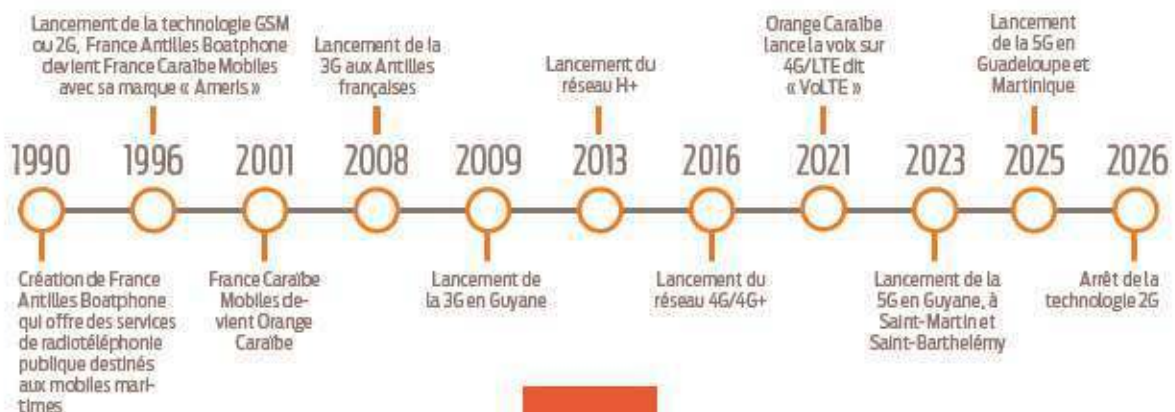 Lancement de la technologie GSM
ou 2G, France Antilles Boatphone
devient France Caraïbe Mobiles
avec sa marque « Ameris »
Lancement de la
3G aux Antilles
françaises
Lancement du
réseau H+
Orange Caraïbe
lance la voix sur
4G/LTE dit
« VoLTE »
Lancement
de la 5G en
Guadeloupe et
Martinique
1990
1996
2001
2008
2009
2013
2016
2021
2023
2025
2026
Création de France
Antilles Boatphone
qui offre des services
de radiotéléphonie
publique destinés
aux mobiles mari-
times
France Caraïbe
Mobiles de-
vient Orange
Caraïbe
Lancement de
la 3G en Guyane
Lancement du
réseau 4G/4G+
Lancement de la
5G en Guyane, à
Saint-Martin et
Saint-Barthelémy
Arrêt de la
technologie 2G